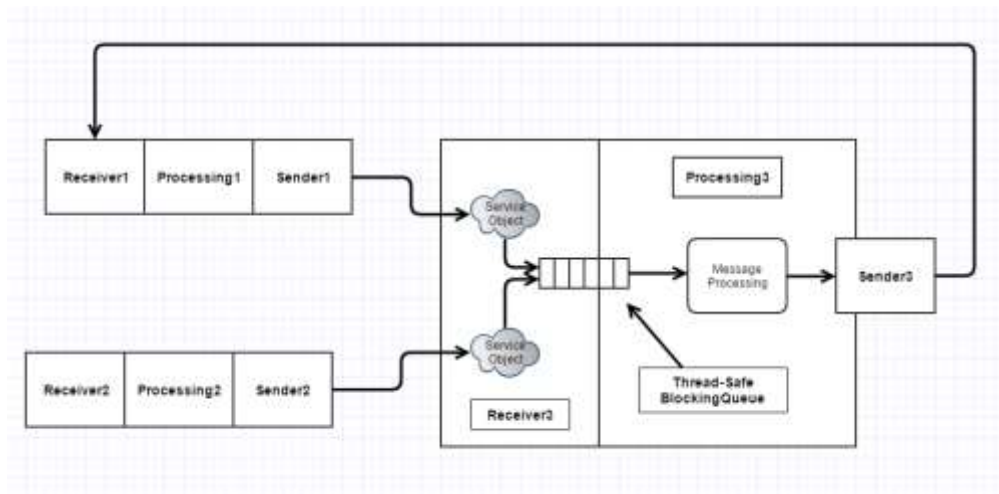 Receiver1
Processing1
Sender1
Processing3
Service
Object
Message
Processing
Sender3
Service
Object
Receiver2
Processing2
Sender2
Thread-Safe
BlockingQueue
Receiver3